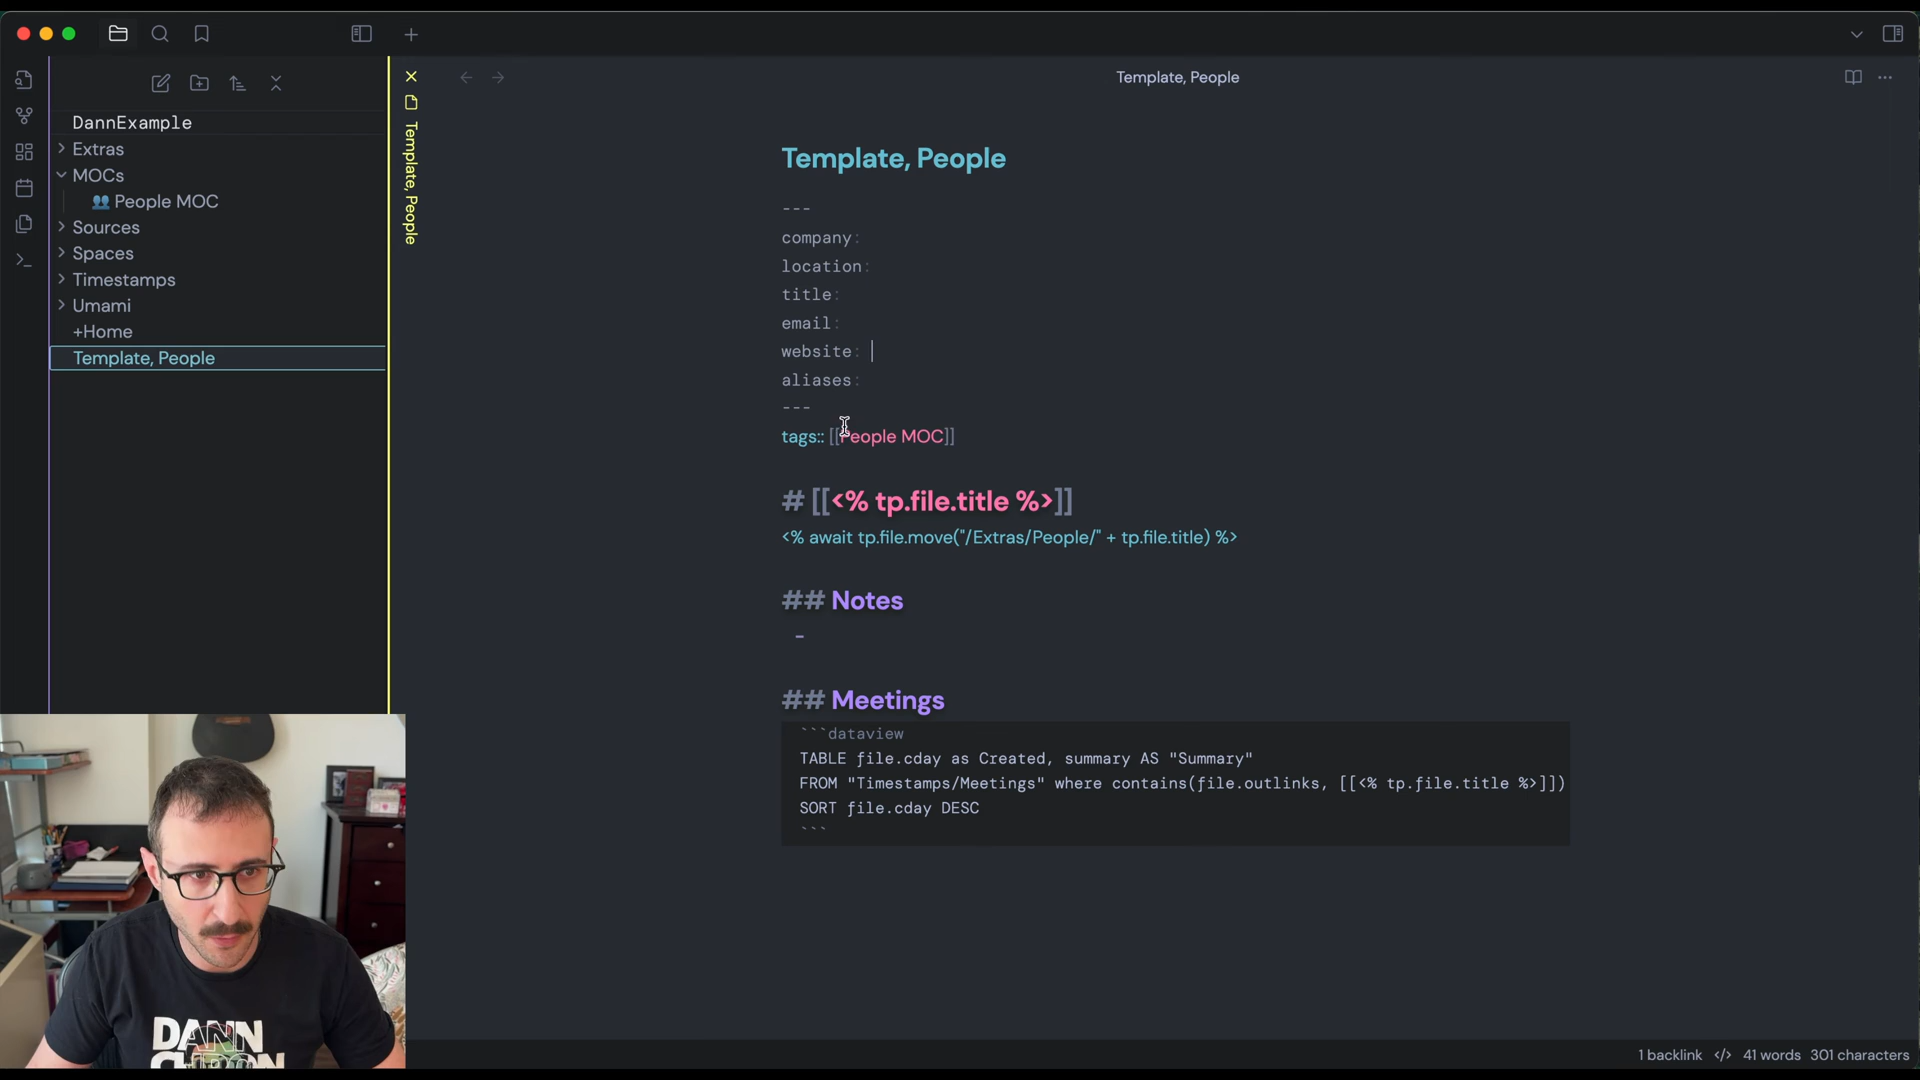 Template, People
DannExample
Extras
MOCs
👥 People MOC
Sources
Spaces
Timestamps
Umami
+Home
Template, People
Template, People
Template, People
---
company:
location:
title:
email:
website:
aliases:
---
tags:: [[People MOC]]
# [[<% tp.file.title %>]]
<% await tp.file.move("/Extras/People/" + tp.file.title) %>
## Notes
-
## Meetings
```dataview
TABLE file.cday as Created, summary AS "Summary"
FROM "Timestamps/Meetings" where contains(file.outlinks, [[<% tp.file.title %>]])
SORT file.cday DESC
```
DANN
1 backlink </> 41 words 301 characters